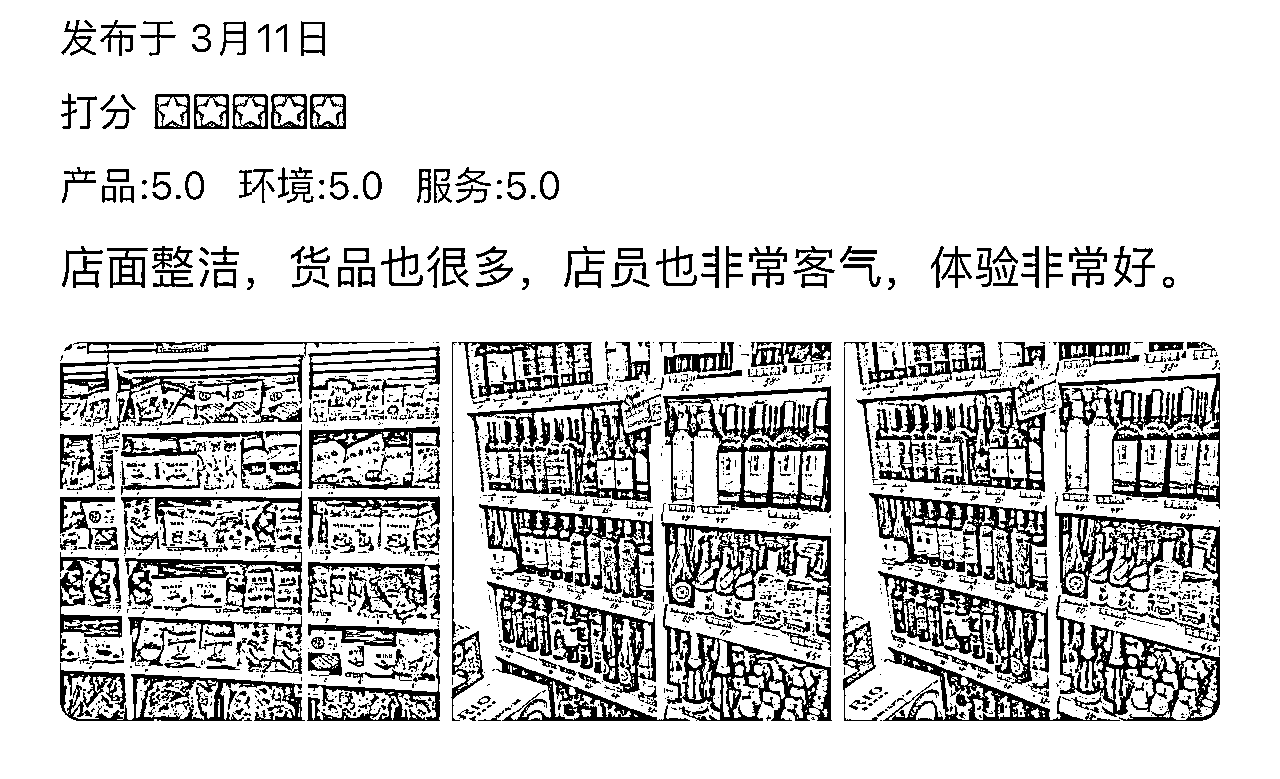 发布于 3月11日
打分
产品:5.0 环境:5.0 服务:5.0
店面整洁，货品也很多，店员也非常客气，体验非常好。
RIO
RIO